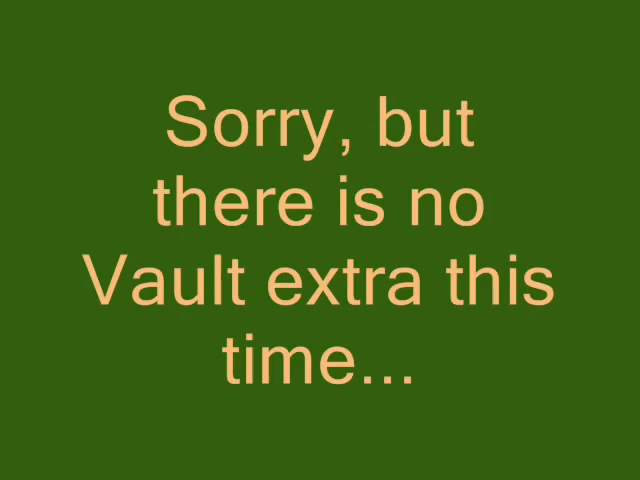 Sorry, but
there is no
Vault extra this
time...